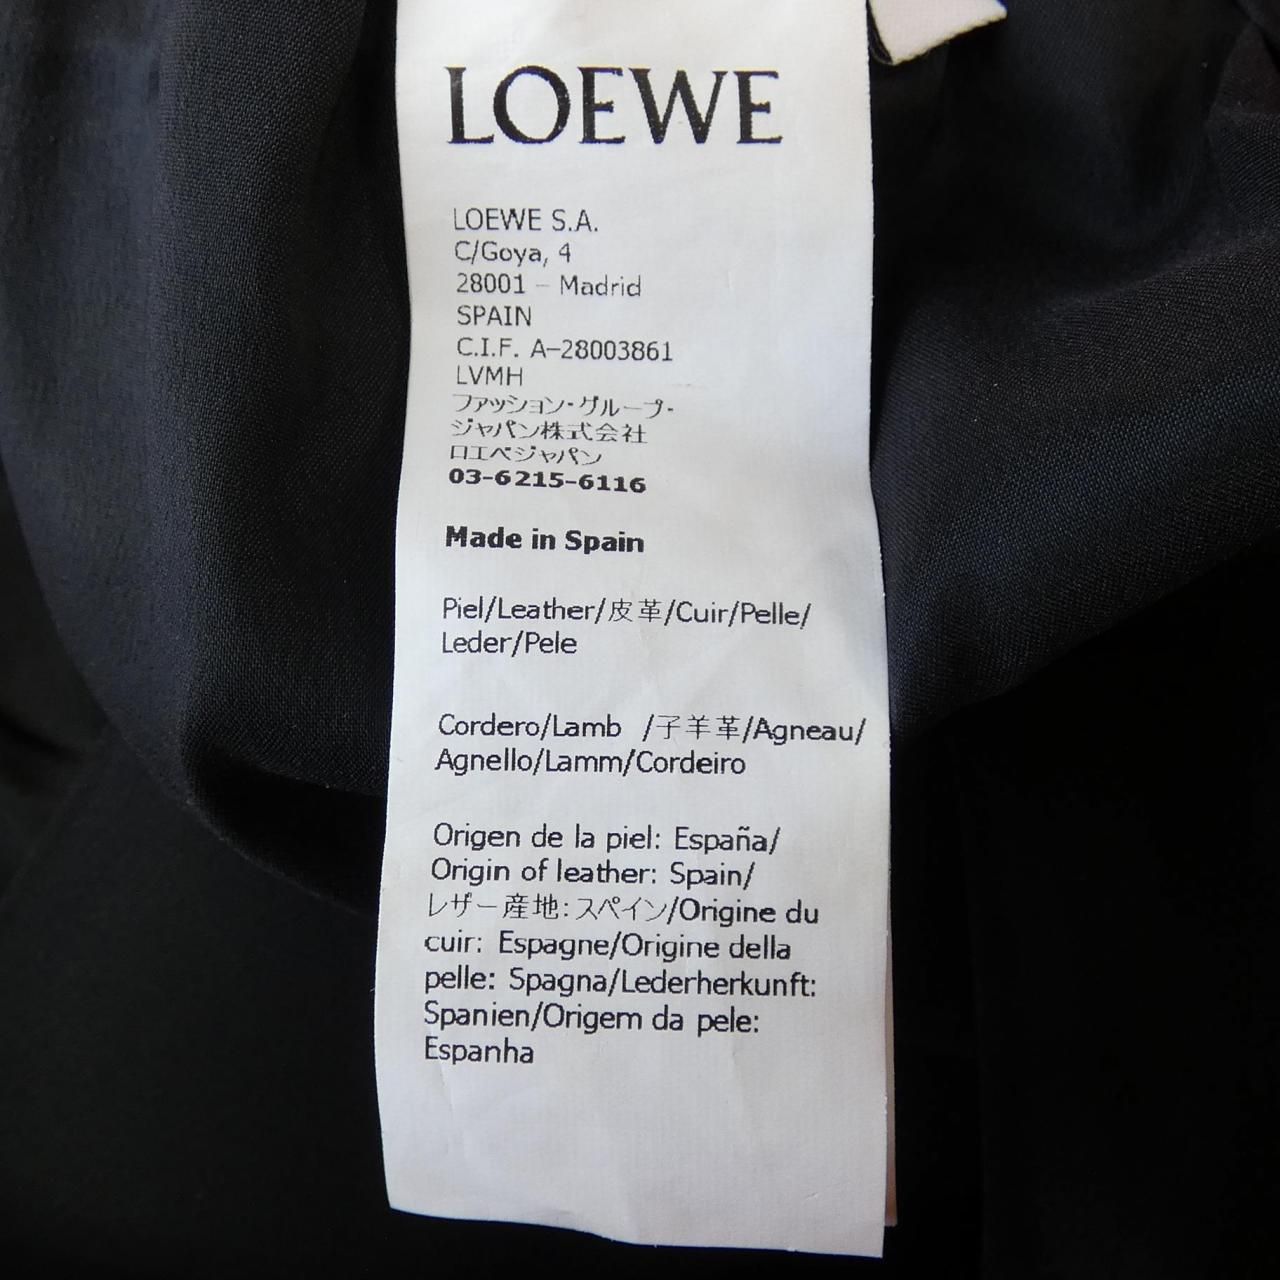 LOEWE
LOEWE S.A.
C/Goya, 4
28001 – Madrid
SPAIN
C.I.F. A–28003861
LVMH
ファッション・グループ・
ジャパン株式会社
ロエベジャパン
03-6215-6116
Made in Spain
Piel/Leather/皮革/Cuir/Pelle/
Leder/Pele
Cordero/Lamb /子羊革/Agneau/
Agnello/Lamm/Cordeiro
Origen de la piel: España/
Origin of leather: Spain/
レザー産地:スペイン/Origine du
cuir: Espagne/Origine della
pelle: Spagna/Lederherkunft:
Spanien/Origem da pele:
Espanha